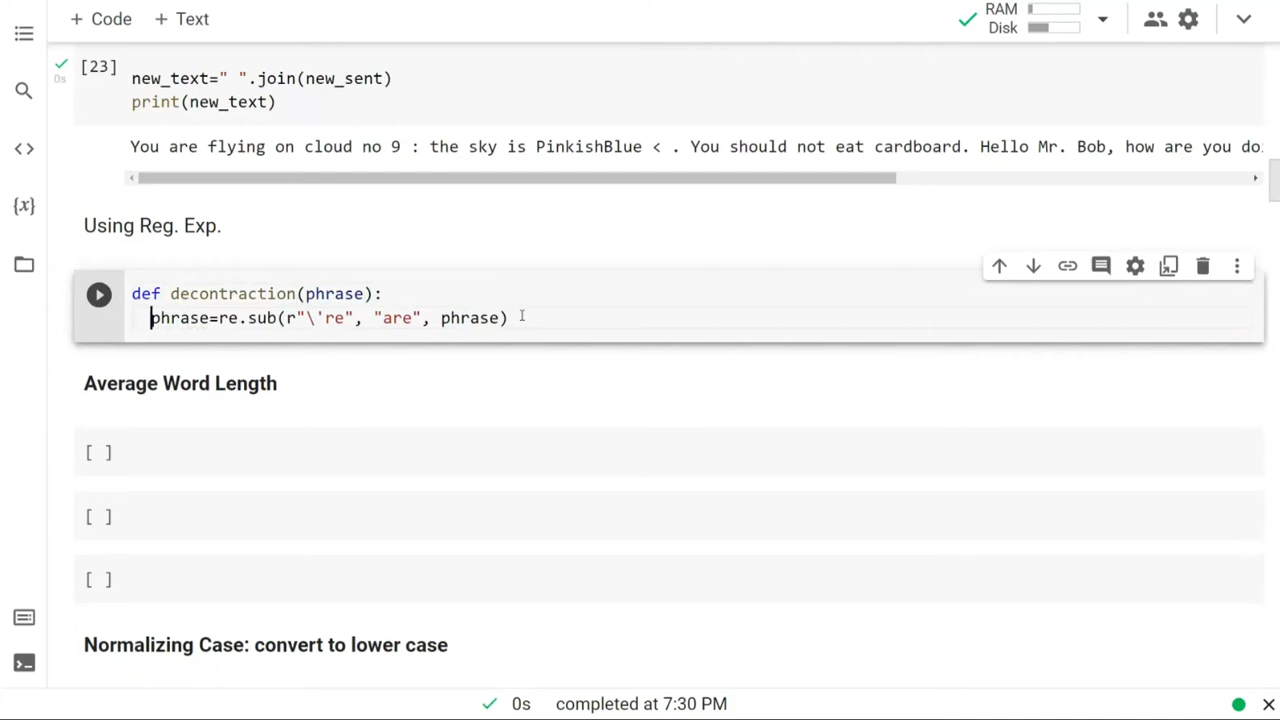 + Code + Text
RAM
Disk
[23]
0s
new_text=" ".join(new_sent)
print(new_text)
You are flying on cloud no 9 : the sky is PinkishBlue < . You should not eat cardboard. Hello Mr. Bob, how are you doi
{x}
Using Reg. Exp.
def decontraction(phrase):
phrase=re.sub(r"\'re", "are", phrase)
Average Word Length
[ ]
[ ]
[ ]
Normalizing Case: convert to lower case
0s completed at 7:30 PM